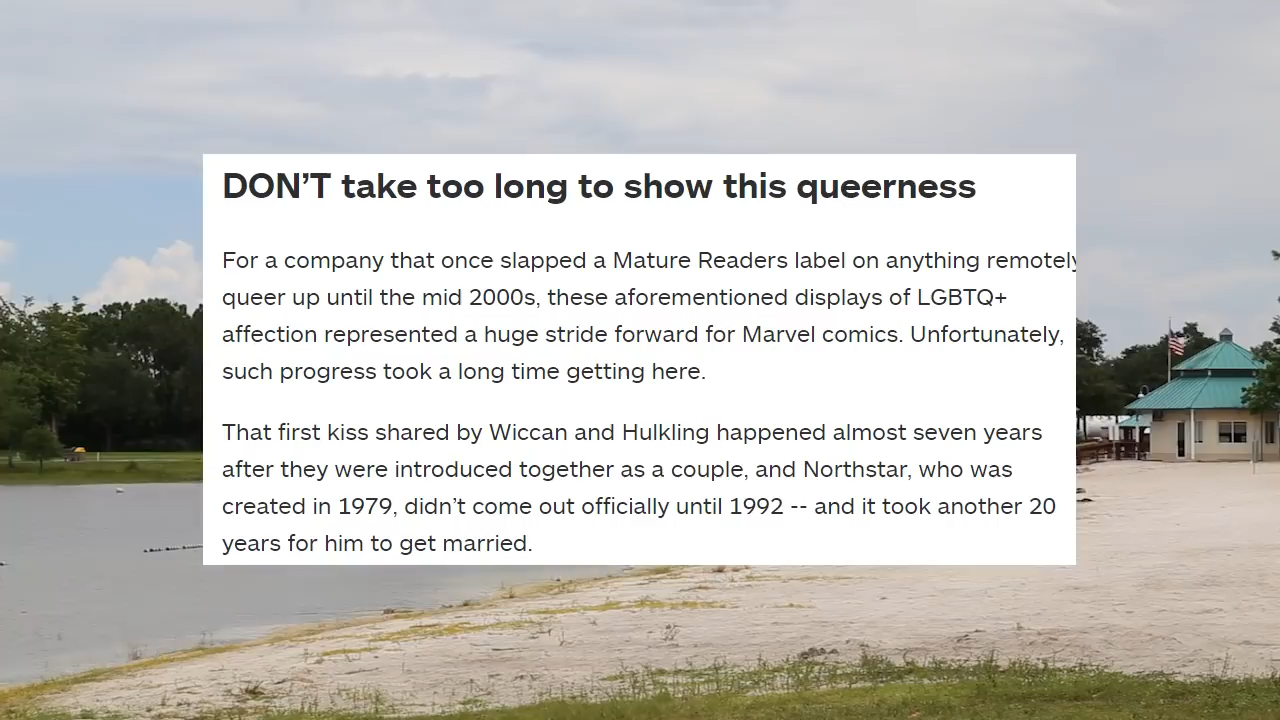 DON’T take too long to show this queerness
For a company that once slapped a Mature Readers label on anything remotely
queer up until the mid 2000s, these aforementioned displays of LGBTQ+
affection represented a huge stride forward for Marvel comics. Unfortunately,
such progress took a long time getting here.
That first kiss shared by Wiccan and Hulkling happened almost seven years
after they were introduced together as a couple, and Northstar, who was
created in 1979, didn’t come out officially until 1992 -- and it took another 20
years for him to get married.